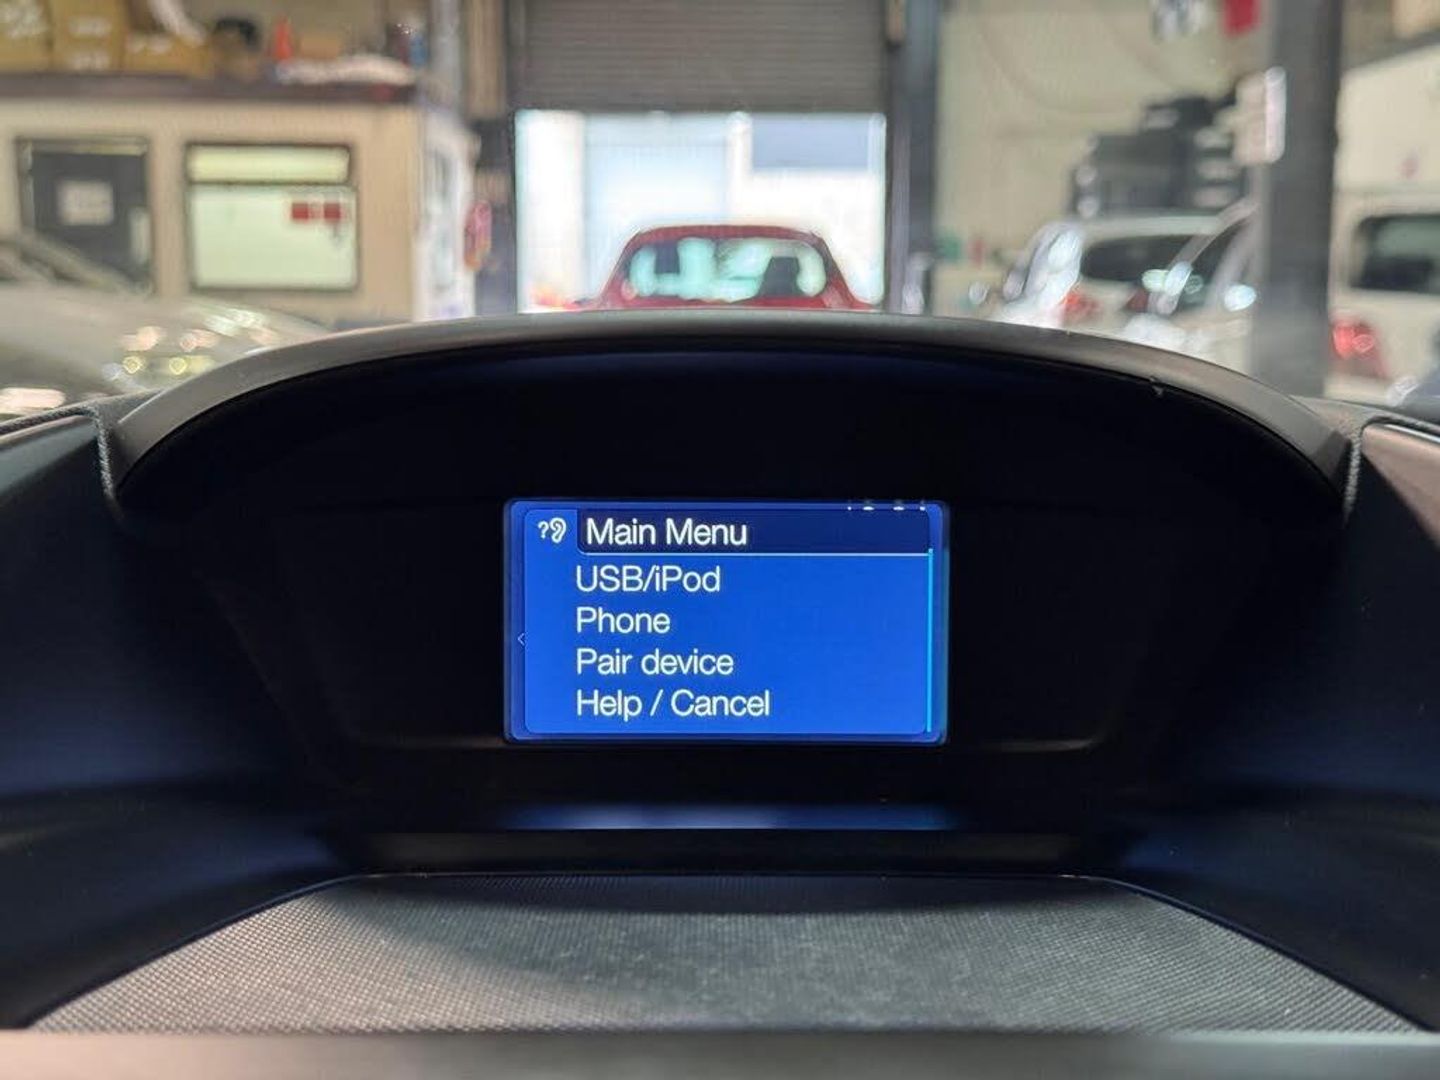 Main Menu
USB/iPod
Phone
Pair device
Help / Cancel